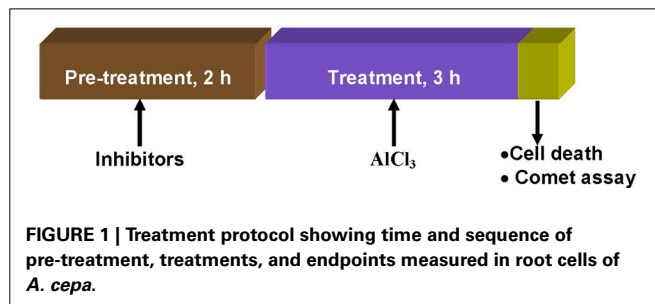 Pre-treatment, 2 h
Treatment, 3 h
Inhibitors
AlCl₃
•Cell death
• Comet assay
FIGURE 1 | Treatment protocol showing time and sequence of
pre-treatment, treatments, and endpoints measured in root cells of
A. cepa.